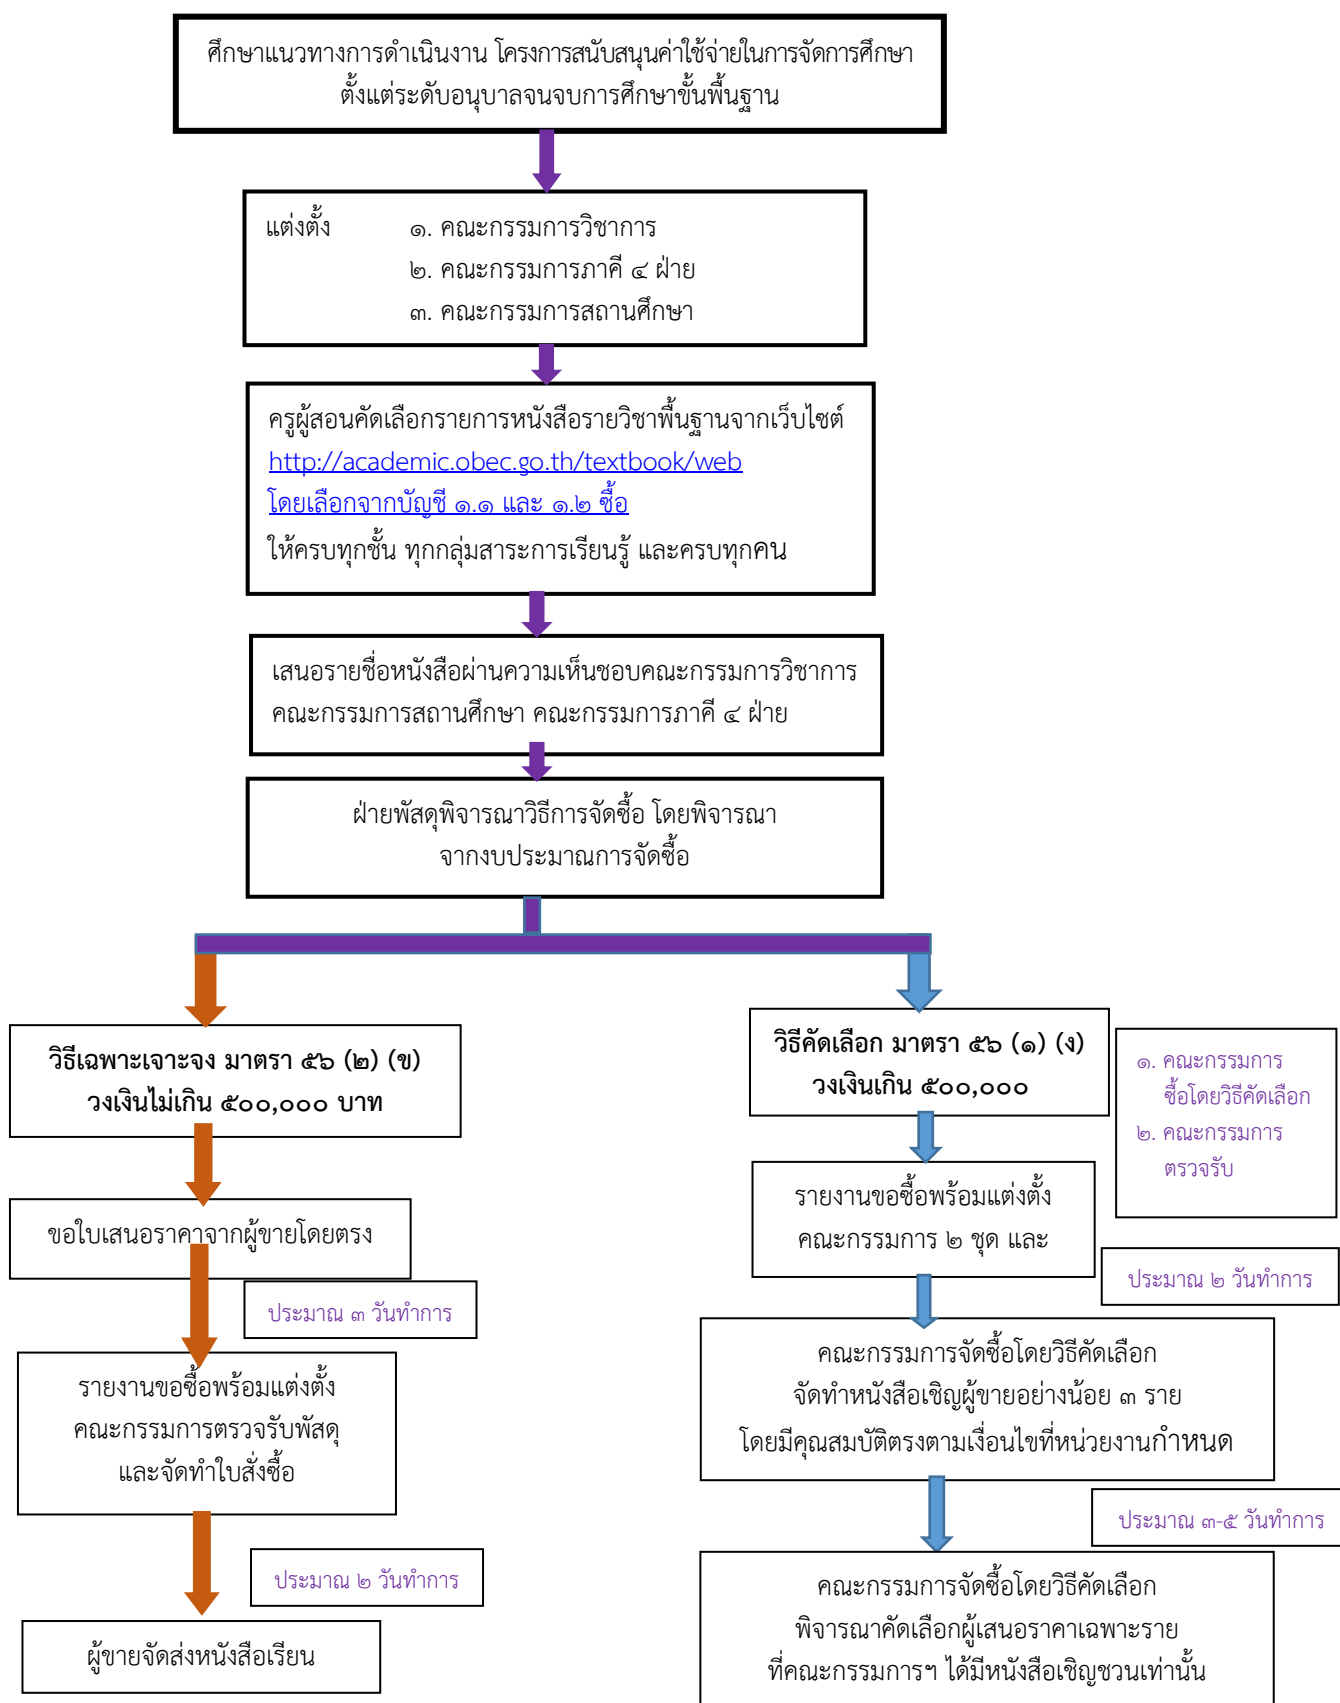 ศึกษาแนวทางการดำเนินงาน โครงการสนับสนุนค่าใช้จ่ายในการจัดการศึกษา
ตั้งแต่ระดับอนุบาลจนจบการศึกษาขั้นพื้นฐาน
แต่งตั้ง ๑. คณะกรรมการวิชาการ
๒. คณะกรรมการภาคี ๔ ฝ่าย
๓. คณะกรรมการสถานศึกษา
ครูผู้สอนคัดเลือกรายการหนังสือรายวิชาพื้นฐานจากเว็บไซต์
http://academic.obec.go.th/textbook/web
โดยเลือกจากบัญชี ๑.๑ และ ๑.๒ ซื้อ
ให้ครบทุกชั้น ทุกกลุ่มสาระการเรียนรู้ และครบทุกคน
เสนอรายชื่อหนังสือผ่านความเห็นชอบคณะกรรมการวิชาการ
คณะกรรมการสถานศึกษา คณะกรรมการภาคี ๔ ฝ่าย
ฝ่ายพัสดุพิจารณาวิธีการจัดซื้อ โดยพิจารณา
จากงบประมาณการจัดซื้อ
วิธีเฉพาะเจาะจง มาตรา ๕๖ (๒) (ข)
วงเงินไม่เกิน ๕๐๐,๐๐๐ บาท
ขอใบเสนอราคาจากผู้ขายโดยตรง
ประมาณ ๓ วันทำการ
รายงานขอซื้อพร้อมแต่งตั้ง
คณะกรรมการตรวจรับพัสดุ
และจัดทำใบสั่งซื้อ
ประมาณ ๒ วันทำการ
ผู้ขายจัดส่งหนังสือเรียน
วิธีคัดเลือก มาตรา ๕๖ (๑) (ง)
วงเงินเกิน ๕๐๐,๐๐๐
๑. คณะกรรมการ
ซื้อโดยวิธีคัดเลือก
๒. คณะกรรมการ
ตรวจรับ
รายงานขอซื้อพร้อมแต่งตั้ง
คณะกรรมการ ๒ ชุด และ
ประมาณ ๒ วันทำการ
คณะกรรมการจัดซื้อโดยวิธีคัดเลือก
จัดทำหนังสือเชิญผู้ขายอย่างน้อย ๓ ราย
โดยมีคุณสมบัติตรงตามเงื่อนไขที่หน่วยงานกำหนด
ประมาณ ๓-๕ วันทำการ
คณะกรรมการจัดซื้อโดยวิธีคัดเลือก
พิจารณาคัดเลือกผู้เสนอราคาเฉพาะราย
ที่คณะกรรมการฯ ได้มีหนังสือเชิญชวนเท่านั้น